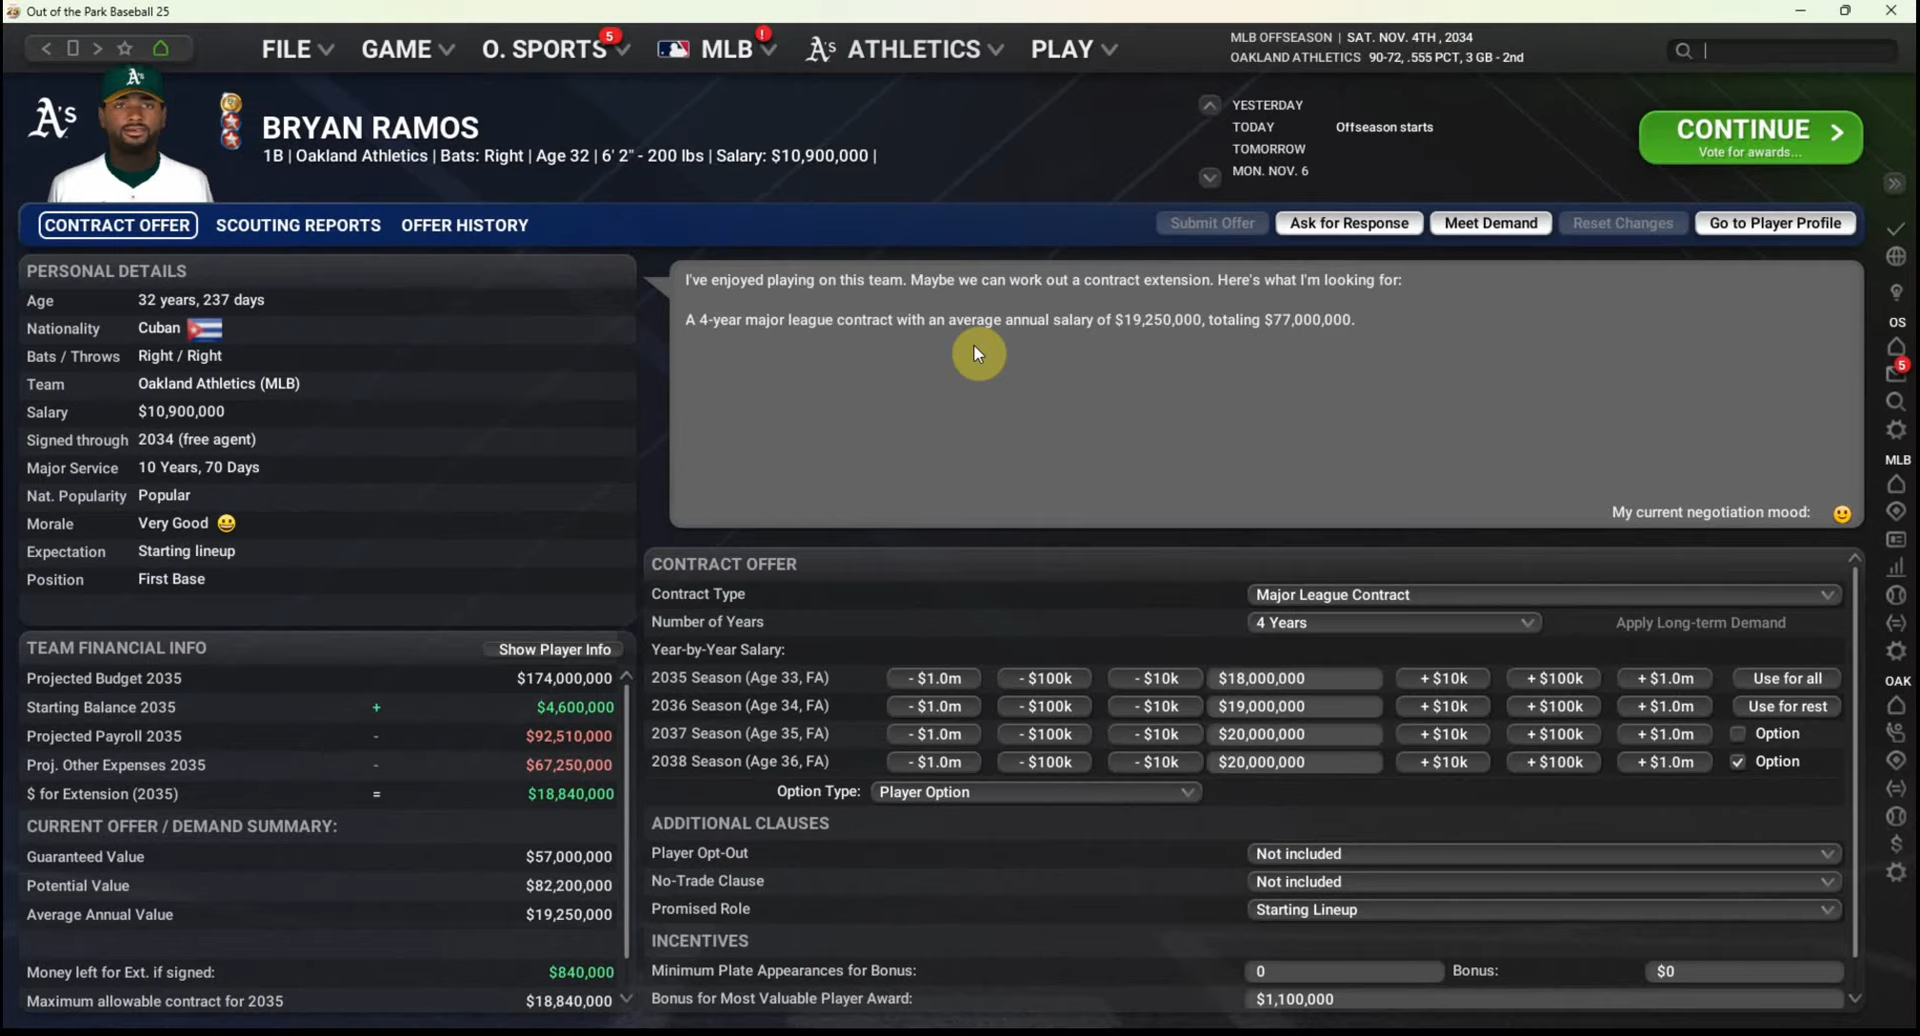 Out of the Park Baseball 25
FILE GAME O. SPORTS 5 MLB ! A's ATHLETICS PLAY
MLB OFFSEASON | SAT. NOV. 4TH , 2034
OAKLAND ATHLETICS 90-72, .555 PCT, 3 GB - 2nd
A's
A's
BRYAN RAMOS
1B | Oakland Athletics | Bats: Right | Age 32 | 6' 2" - 200 lbs | Salary: $10,900,000 |
YESTERDAY
TODAY Offseason starts
TOMORROW
MON. NOV. 6
CONTINUE
Vote for awards...
CONTRACT OFFER SCOUTING REPORTS OFFER HISTORY
Submit Offer Ask for Response Meet Demand Reset Changes Go to Player Profile
PERSONAL DETAILS
Age 32 years, 237 days
Nationality Cuban
Bats / Throws Right / Right
Team Oakland Athletics (MLB)
Salary $10,900,000
Signed through 2034 (free agent)
Major Service 10 Years, 70 Days
Nat. Popularity Popular
Morale Very Good
Expectation Starting lineup
Position First Base
I've enjoyed playing on this team. Maybe we can work out a contract extension. Here's what I'm looking for:
A 4-year major league contract with an average annual salary of $19,250,000, totaling $77,000,000.
My current negotiation mood:
TEAM FINANCIAL INFO Show Player Info
Projected Budget 2035 $174,000,000
Starting Balance 2035 + $4,600,000
Projected Payroll 2035 - $92,510,000
Proj. Other Expenses 2035 - $67,250,000
$ for Extension (2035) = $18,840,000
CURRENT OFFER / DEMAND SUMMARY:
Guaranteed Value $57,000,000
Potential Value $82,200,000
Average Annual Value $19,250,000
Money left for Ext. if signed: $840,000
Maximum allowable contract for 2035 $18,840,000
CONTRACT OFFER
Contract Type Major League Contract
Number of Years 4 Years Apply Long-term Demand
Year-by-Year Salary:
2035 Season (Age 33, FA) - $1.0m - $100k - $10k $18,000,000 + $10k + $100k + $1.0m Use for all
2036 Season (Age 34, FA) - $1.0m - $100k - $10k $19,000,000 + $10k + $100k + $1.0m Use for rest
2037 Season (Age 35, FA) - $1.0m - $100k - $10k $20,000,000 + $10k + $100k + $1.0m Option
2038 Season (Age 36, FA) - $1.0m - $100k - $10k $20,000,000 + $10k + $100k + $1.0m Option
Option Type: Player Option
ADDITIONAL CLAUSES
Player Opt-Out Not included
No-Trade Clause Not included
Promised Role Starting Lineup
INCENTIVES
Minimum Plate Appearances for Bonus: 0 Bonus: $0
Bonus for Most Valuable Player Award: $1,100,000
OS
5
MLB
OAK